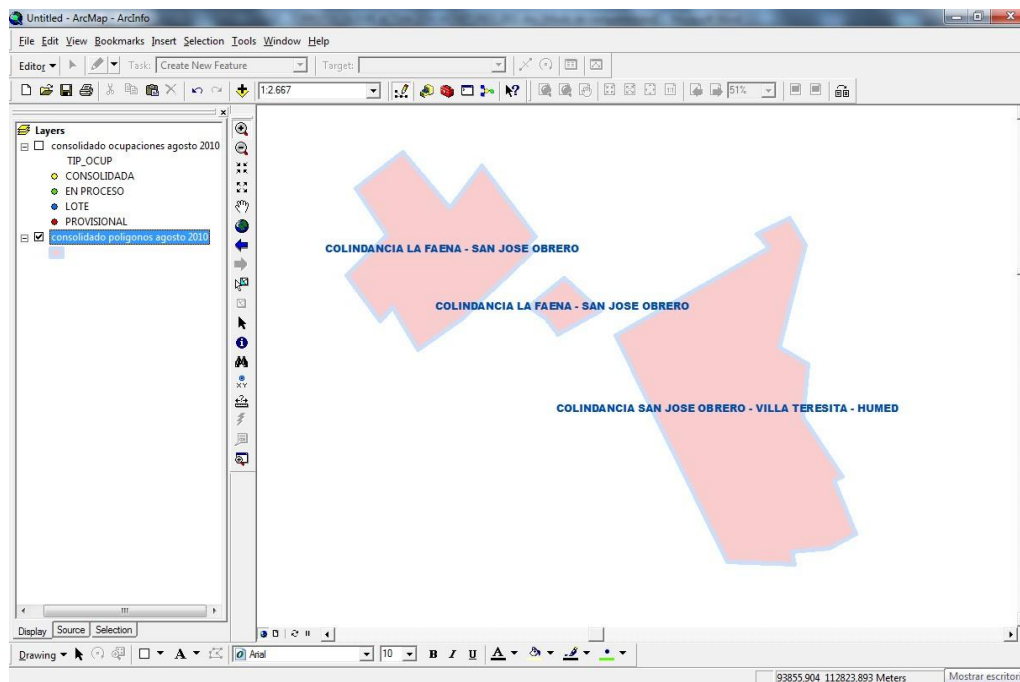 Untitled - ArcMap - ArcInfo
File Edit View Bookmarks Insert Selection Tools Window Help
Editor Task: Create New Feature Target:
1:2.667 51%
Layers
consolidado ocupaciones agosto 2010
TIP_OCUP
CONSOLIDADA
EN PROCESO
LOTE
PROVISIONAL
consolidado poligonos agosto 2010
COLINDANCIA LA FAENA - SAN JOSE OBRERO
COLINDANCIA LA FAENA - SAN JOSE OBRERO
COLINDANCIA SAN JOSE OBRERO - VILLA TERESITA - HUMED
XY
Display Source Selection
Drawing A Arial 10 B I U A
93855,904 112823,893 Meters
Mostrar escritori